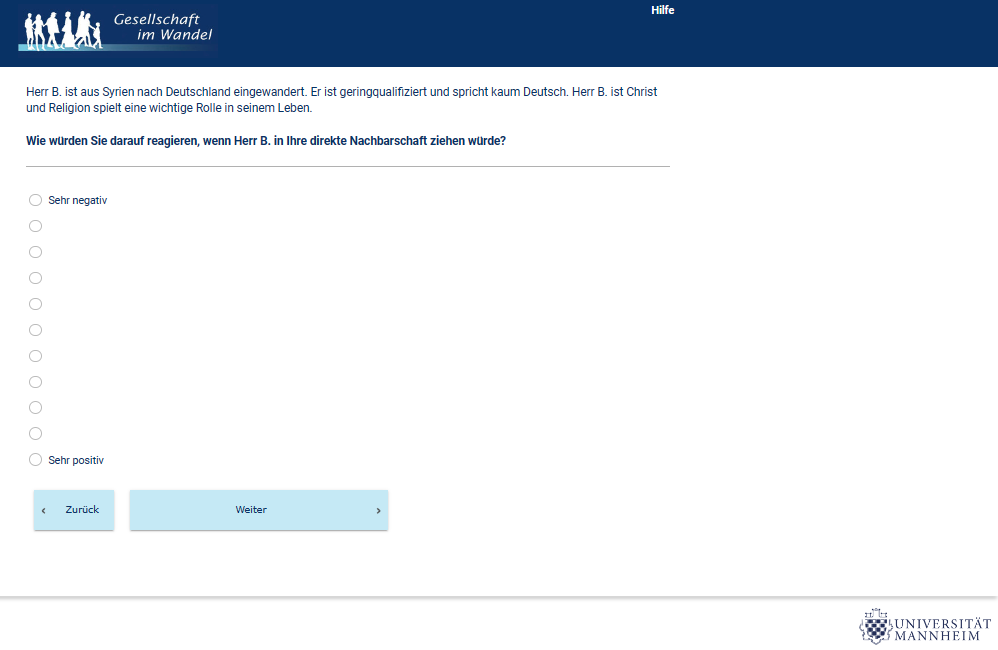 Gesellschaft
im Wandel
Hilfe
Herr B. ist aus Syrien nach Deutschland eingewandert. Er ist geringqualifiziert und spricht kaum Deutsch. Herr B. ist Christ
und Religion spielt eine wichtige Rolle in seinem Leben.
Wie würden Sie darauf reagieren, wenn Herr B. in Ihre direkte Nachbarschaft ziehen würde?
Sehr negativ
Sehr positiv
‹ Zurück
Weiter ›
UNIVERSITÄT
MANNHEIM